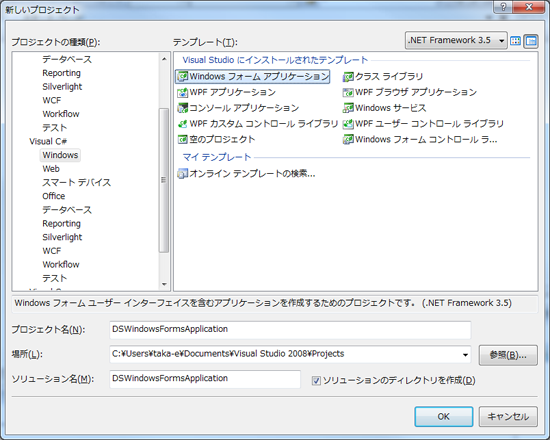 新しいプロジェクト
プロジェクトの種類(P):
テンプレート(T):
.NET Framework 3.5
データベース
Reporting
Silverlight
WCF
Workflow
テスト
Visual C#
Windows
Web
スマート デバイス
Office
データベース
Reporting
Silverlight
WCF
Workflow
テスト
Visual Studio にインストールされたテンプレート
Windows フォーム アプリケーション
クラス ライブラリ
WPF アプリケーション
WPF ブラウザ アプリケーション
コンソール アプリケーション
Windows サービス
WPF カスタム コントロール ライブラリ
WPF ユーザー コントロール ライブラリ
空のプロジェクト
Windows フォーム コントロール ラ...
マイ テンプレート
オンライン テンプレートの検索...
Windows フォーム ユーザー インターフェイスを含むアプリケーションを作成するためのプロジェクトです。 (.NET Framework 3.5)
プロジェクト名(N):
DSWindowsFormsApplication
場所(L):
C:¥Users¥taka-e¥Documents¥Visual Studio 2008¥Projects
参照(B)...
ソリューション名(M):
DSWindowsFormsApplication
ソリューションのディレクトリを作成(D)
OK
キャンセル